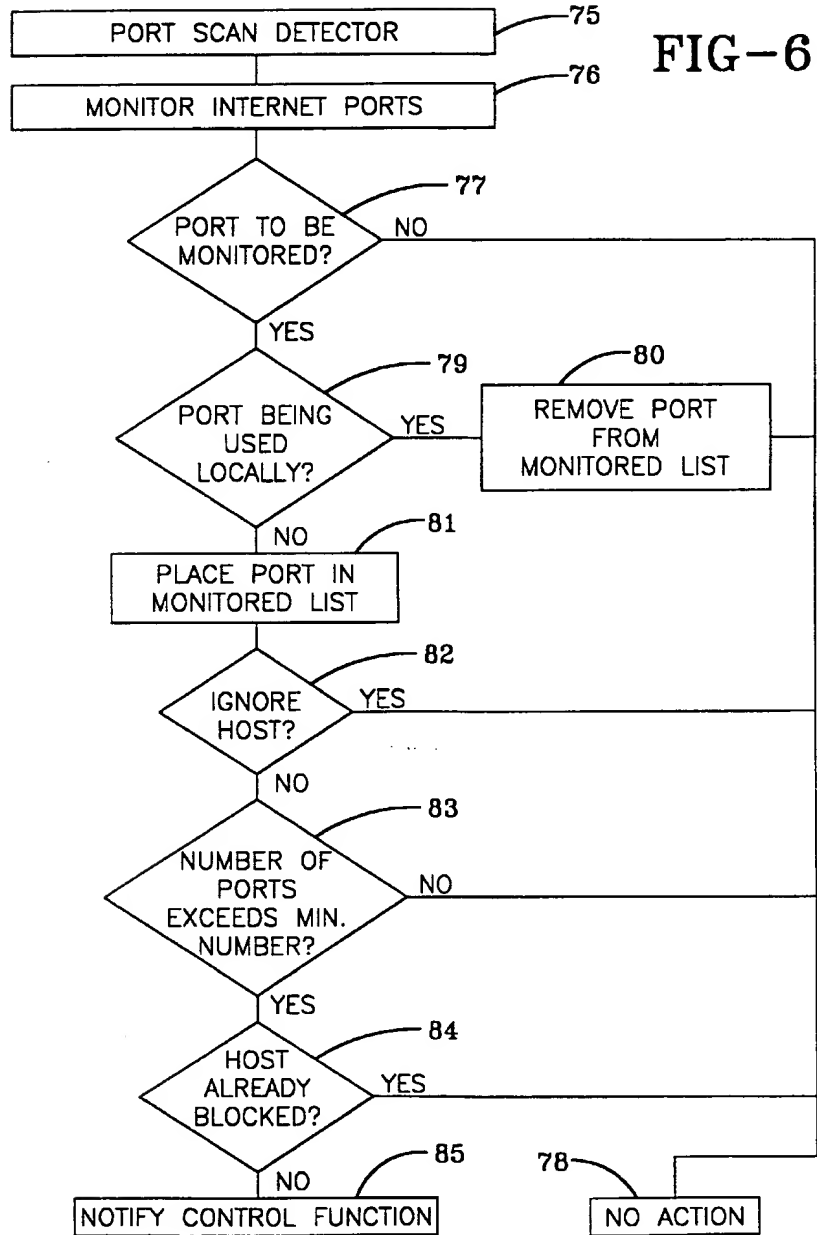 PORT SCAN DETECTOR
75
FIG-6
76
MONITOR INTERNET PORTS
77
PORT TO BE
MONITORED?
NO
YES
79
80
PORT BEING
USED
LOCALLY?
YES
REMOVE PORT
FROM
MONITORED LIST
NO
81
PLACE PORT IN
MONITORED LIST
82
IGNORE
HOST?
YES
NO
83
NUMBER OF
PORTS
EXCEEDS MIN.
NUMBER?
NO
YES
84
HOST
ALREADY
BLOCKED?
YES
NO
85
78
NOTIFY CONTROL FUNCTION
NO ACTION